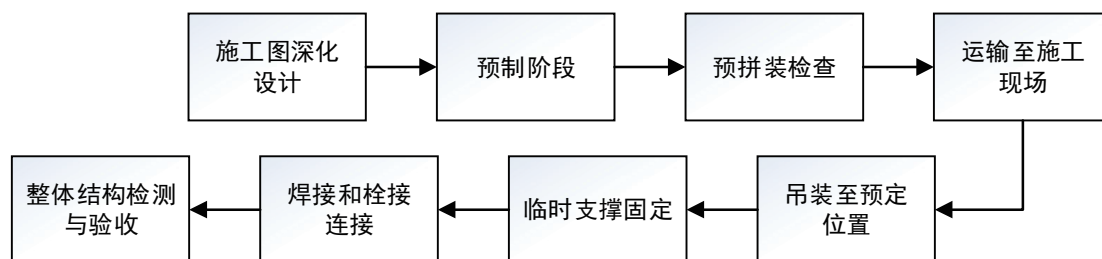 施工图深化
设计
预制阶段
预拼装检查
运输至施工
现场
吊装至预定
位置
临时支撑固定
焊接和栓接
连接
整体结构检测
与验收